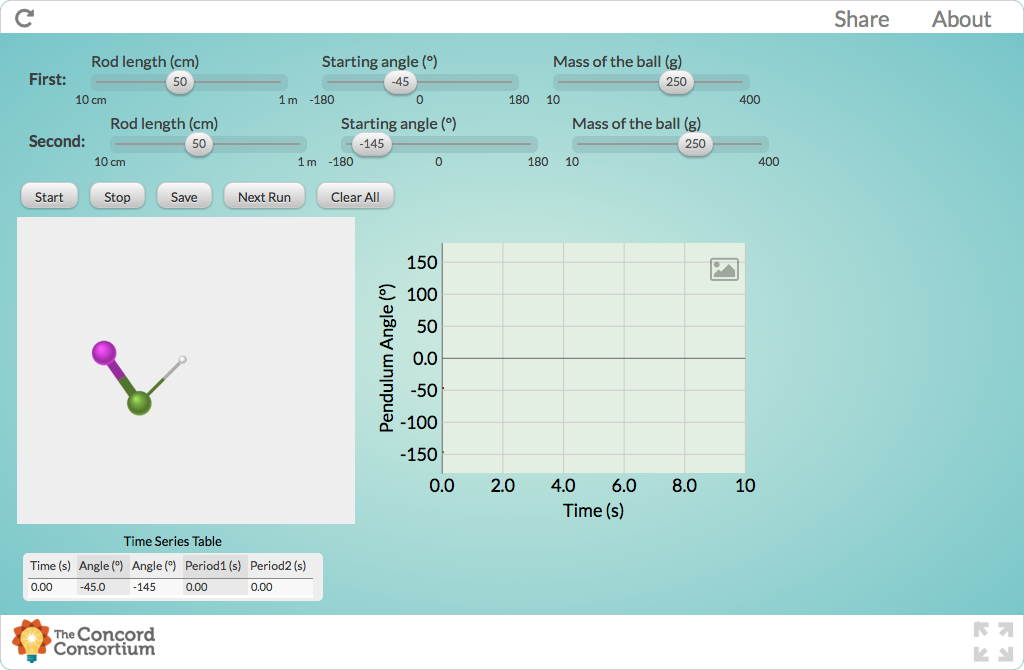 Share About
Rod length (cm) Starting angle (º) Mass of the ball (g)
First: 50 -45 250
10 cm 1 m -180 0 180 10 400
Rod length (cm) Starting angle (º) Mass of the ball (g)
Second: 50 -145 250
10 cm 1 m -180 0 180 10 400
Start Stop Save Next Run Clear All
Pendulum Angle (º)
150
100
50
0.0
-50
-100
-150
0.0 2.0 4.0 6.0 8.0 10
Time (s)
Time Series Table
Time (s) Angle (º) Angle (º) Period1 (s) Period2 (s)
0.00 -45.0 -145 0.00 0.00
The Concord
Consortium